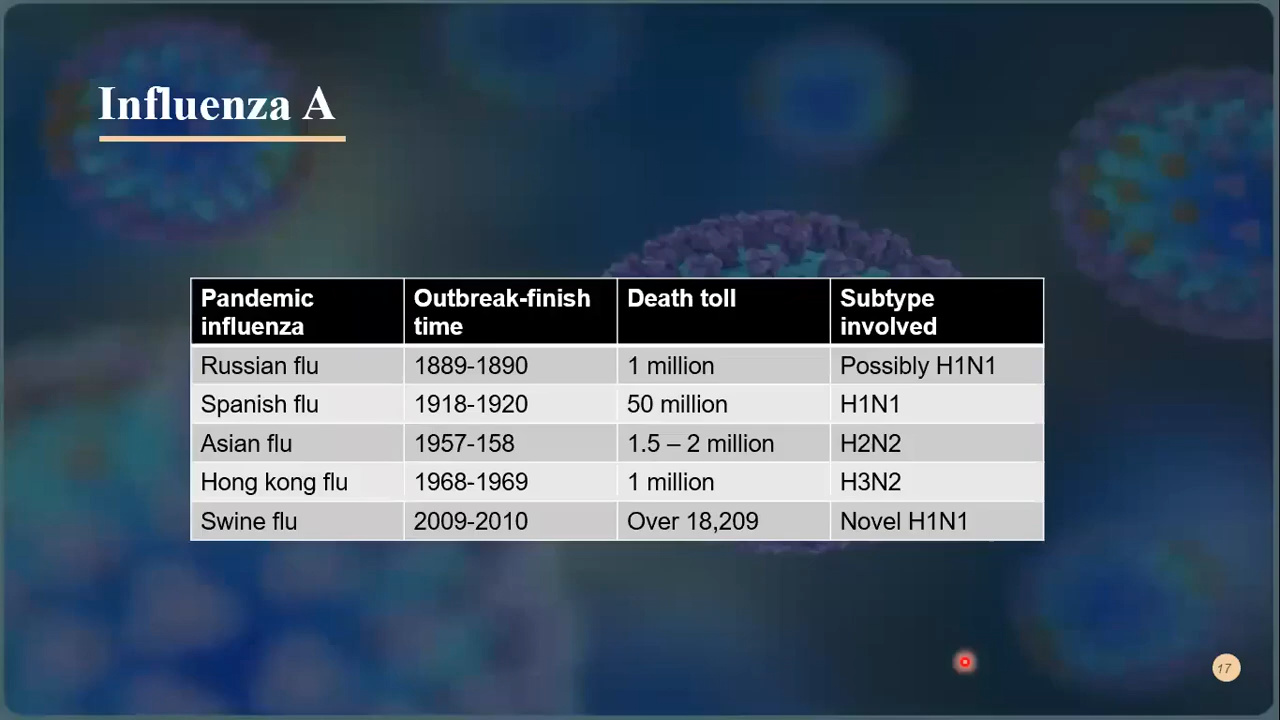 Influenza A
Pandemic influenza Outbreak-finish time Death toll Subtype involved
Russian flu 1889-1890 1 million Possibly H1N1
Spanish flu 1918-1920 50 million H1N1
Asian flu 1957-158 1.5 – 2 million H2N2
Hong kong flu 1968-1969 1 million H3N2
Swine flu 2009-2010 Over 18,209 Novel H1N1
17